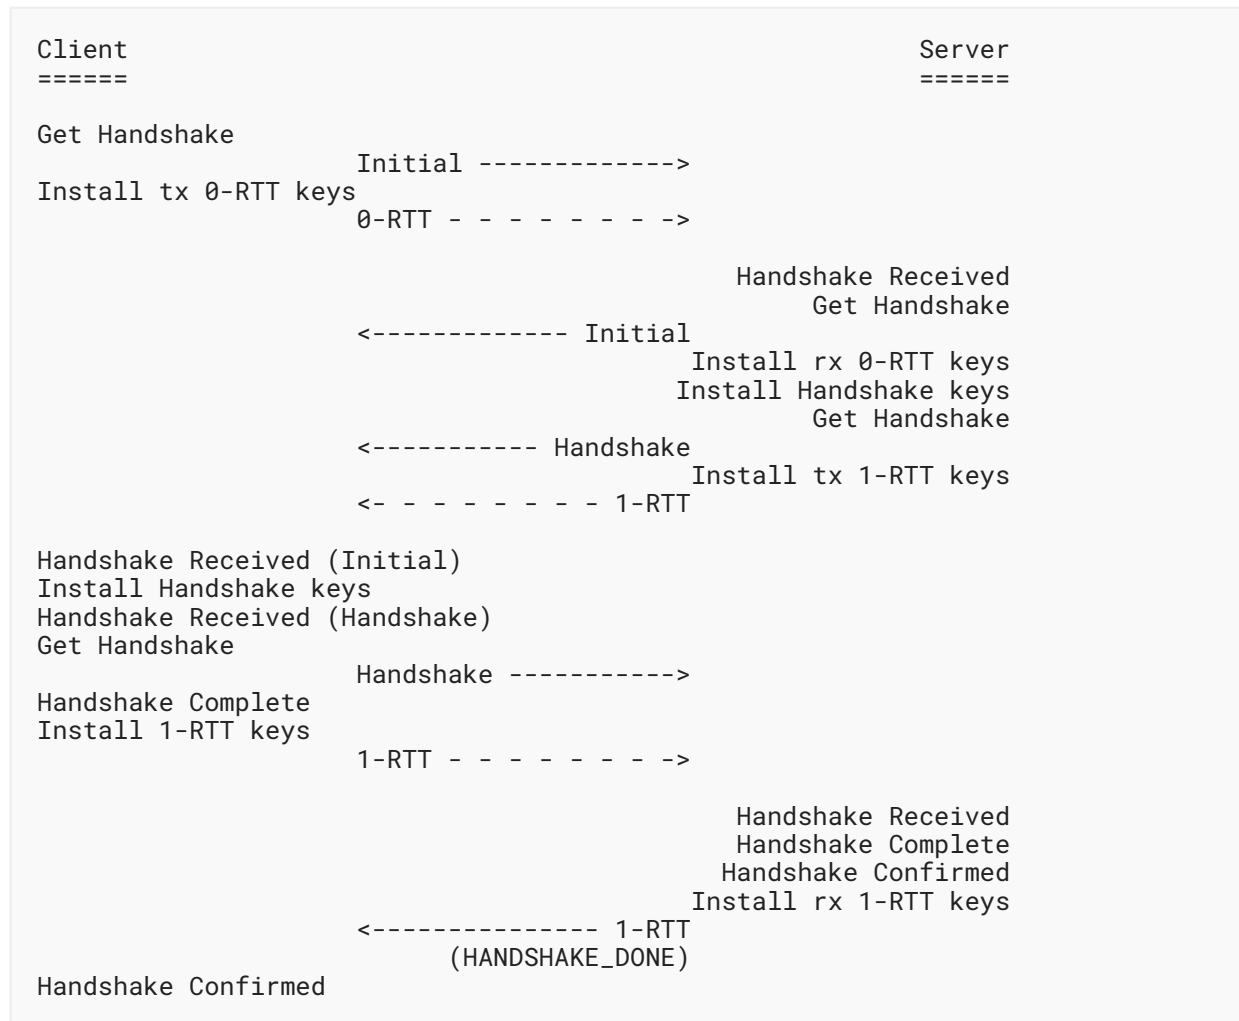 Client                                                    Server
======                                                    ======
Get Handshake
                     Initial ------------->
Install tx 0-RTT keys
                     0-RTT - - - - - - - ->
                                              Handshake Received
                                                   Get Handshake
                     <------------- Initial
                                           Install rx 0-RTT keys
                                          Install Handshake keys
                                                   Get Handshake
                     <----------- Handshake
                                           Install tx 1-RTT keys
                     <- - - - - - - - 1-RTT
Handshake Received (Initial)
Install Handshake keys
Handshake Received (Handshake)
Get Handshake
                     Handshake ----------->
Handshake Complete
Install 1-RTT keys
                     1-RTT - - - - - - - ->
                                              Handshake Received
                                              Handshake Complete
                                             Handshake Confirmed
                                           Install rx 1-RTT keys
                     <--------------- 1-RTT
                           (HANDSHAKE_DONE)
Handshake Confirmed